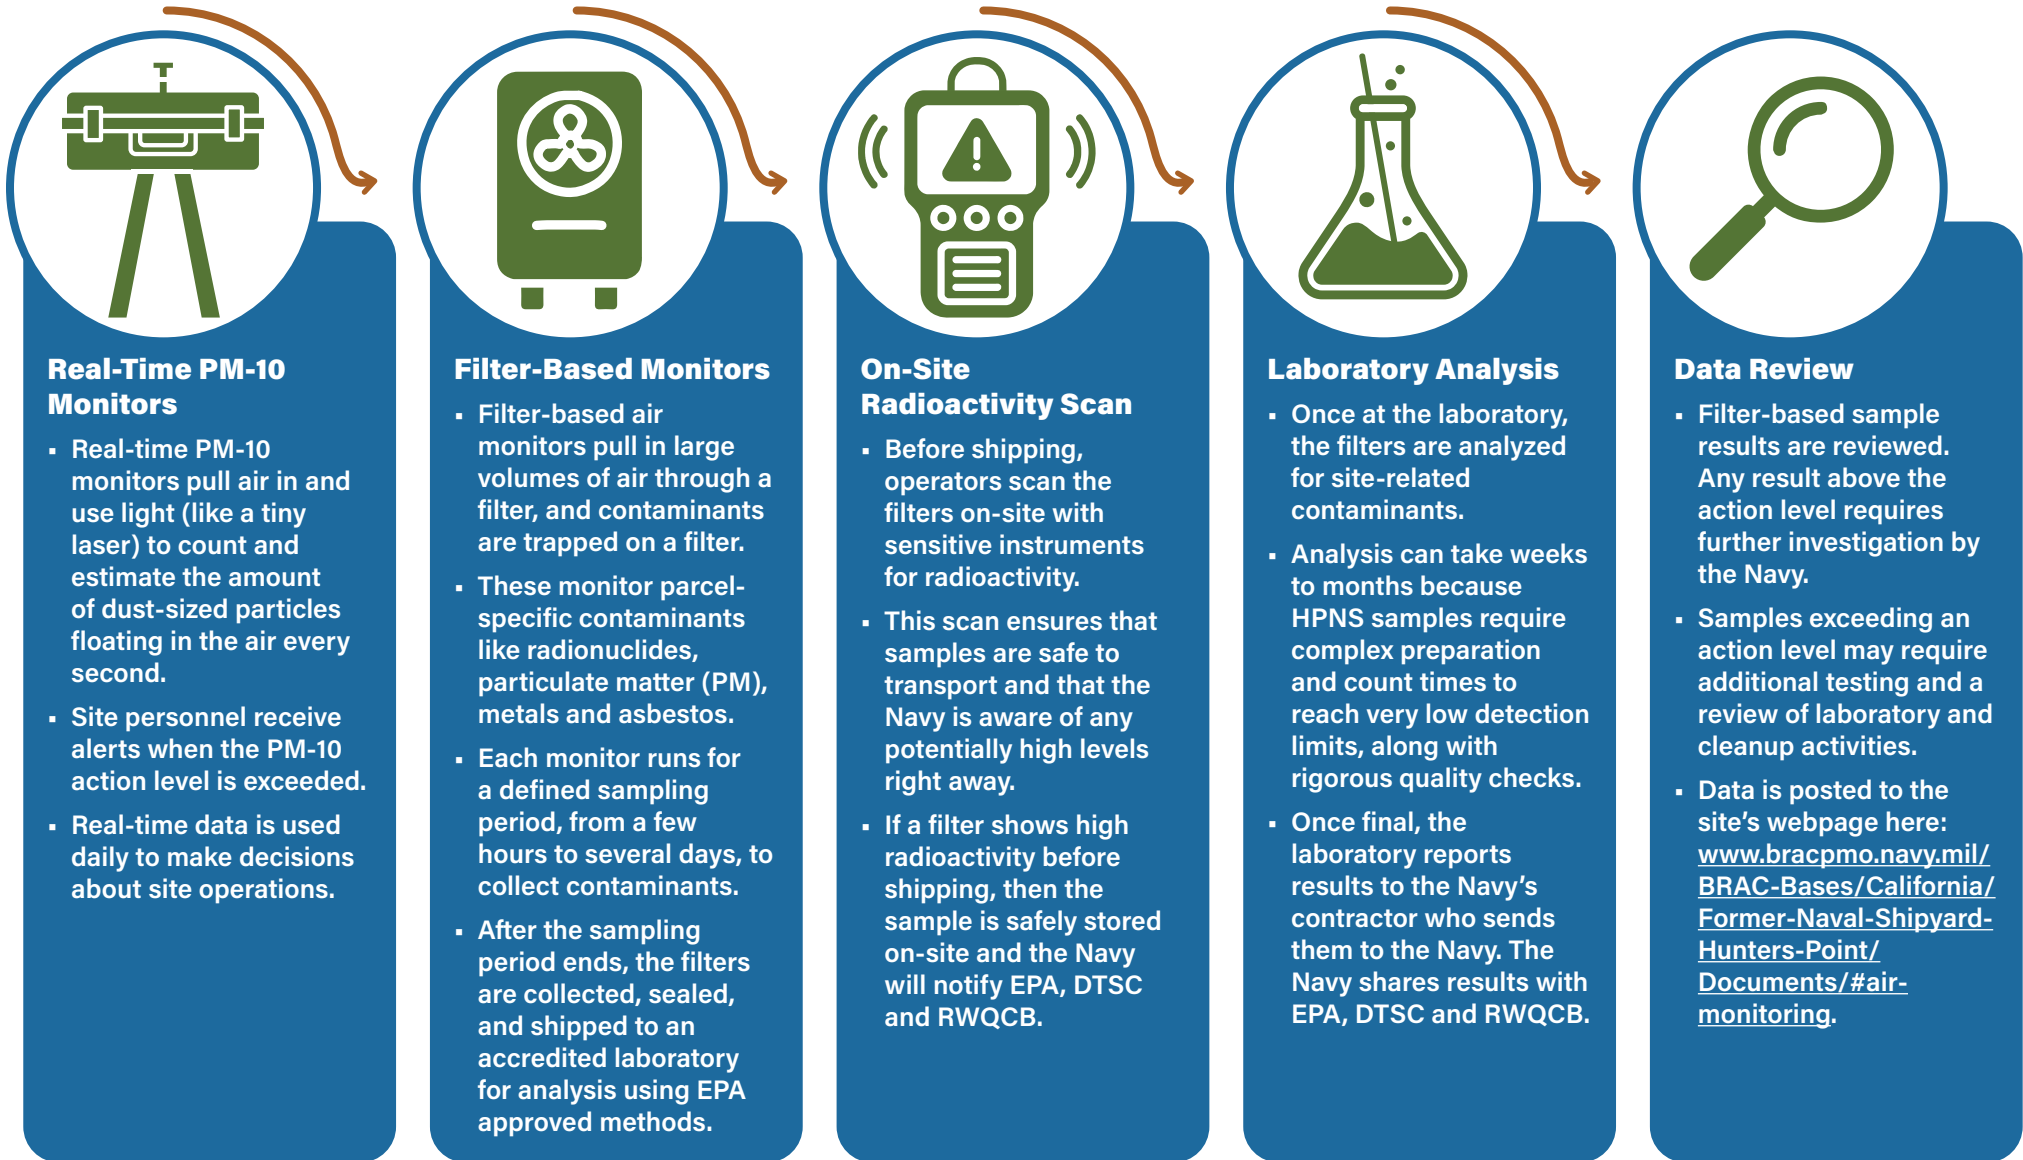 Real-Time PM-10
Monitors
▪ Real-time PM-10
monitors pull air in and
use light (like a tiny
laser) to count and
estimate the amount
of dust-sized particles
floating in the air every
second.
▪ Site personnel receive
alerts when the PM-10
action level is exceeded.
▪ Real-time data is used
daily to make decisions
about site operations.
Filter-Based Monitors
▪ Filter-based air
monitors pull in large
volumes of air through a
filter, and contaminants
are trapped on a filter.
▪ These monitor parcel-
specific contaminants
like radionuclides,
particulate matter (PM),
metals and asbestos.
▪ Each monitor runs for
a defined sampling
period, from a few
hours to several days, to
collect contaminants.
▪ After the sampling
period ends, the filters
are collected, sealed,
and shipped to an
accredited laboratory
for analysis using EPA
approved methods.
On-Site
Radioactivity Scan
▪ Before shipping,
operators scan the
filters on-site with
sensitive instruments
for radioactivity.
▪ This scan ensures that
samples are safe to
transport and that the
Navy is aware of any
potentially high levels
right away.
▪ If a filter shows high
radioactivity before
shipping, then the
sample is safely stored
on-site and the Navy
will notify EPA, DTSC
and RWQCB.
Laboratory Analysis
▪ Once at the laboratory,
the filters are analyzed
for site-related
contaminants.
▪ Analysis can take weeks
to months because
HPNS samples require
complex preparation
and count times to
reach very low detection
limits, along with
rigorous quality checks.
▪ Once final, the
laboratory reports
results to the Navy's
contractor who sends
them to the Navy. The
Navy shares results with
EPA, DTSC and RWQCB.
Data Review
▪ Filter-based sample
results are reviewed.
Any result above the
action level requires
further investigation by
the Navy.
▪ Samples exceeding an
action level may require
additional testing and a
review of laboratory and
cleanup activities.
▪ Data is posted to the
site's webpage here:
www.bracpmo.navy.mil/
BRAC-Bases/California/
Former-Naval-Shipyard-
Hunters-Point/
Documents/#air-
monitoring.